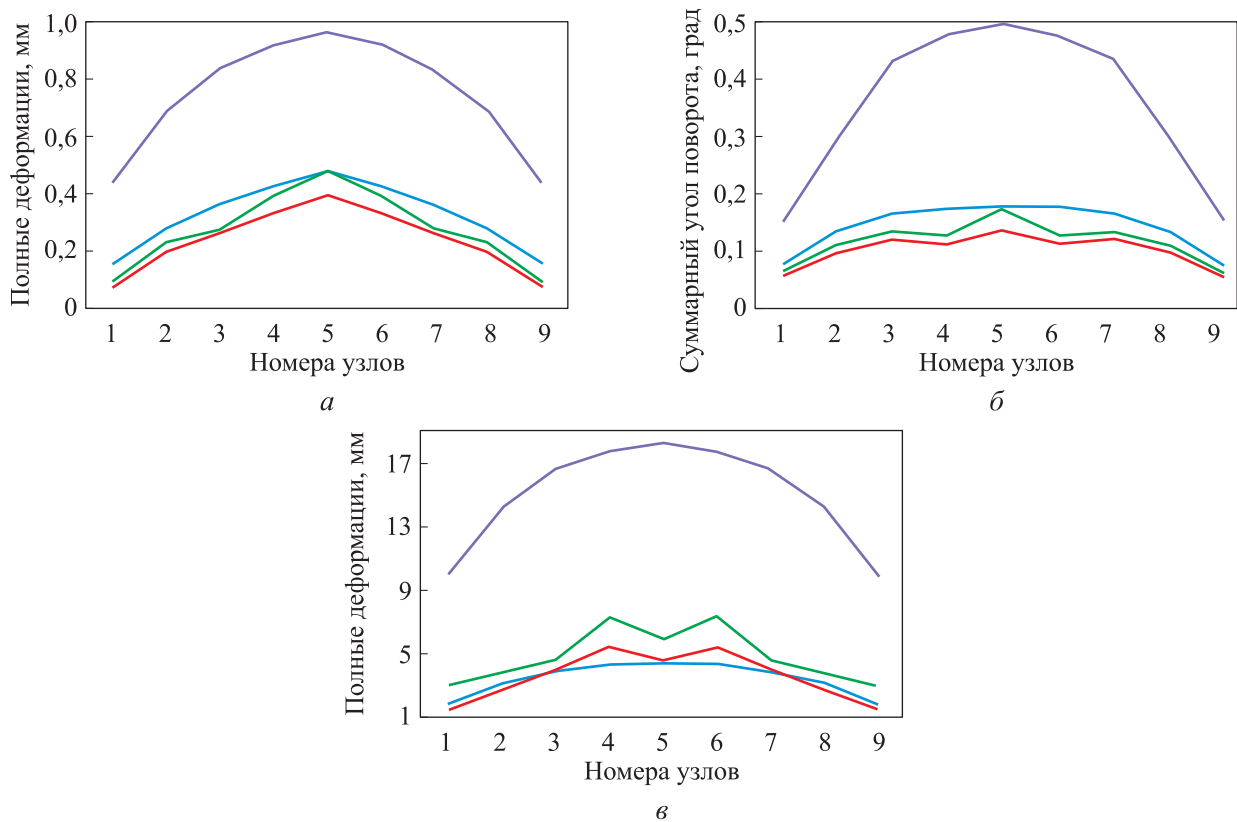 Полные деформации, мм
1,0
0,8
0,6
0,4
0,2
0
1 2 3 4 5 6 7 8 9
Номера узлов
а
Суммарный угол поворота, град
0,5
0,4
0,3
0,2
0,1
0
1 2 3 4 5 6 7 8 9
Номера узлов
б
Полные деформации, мм
17
13
9
5
1
1 2 3 4 5 6 7 8 9
Номера узлов
в